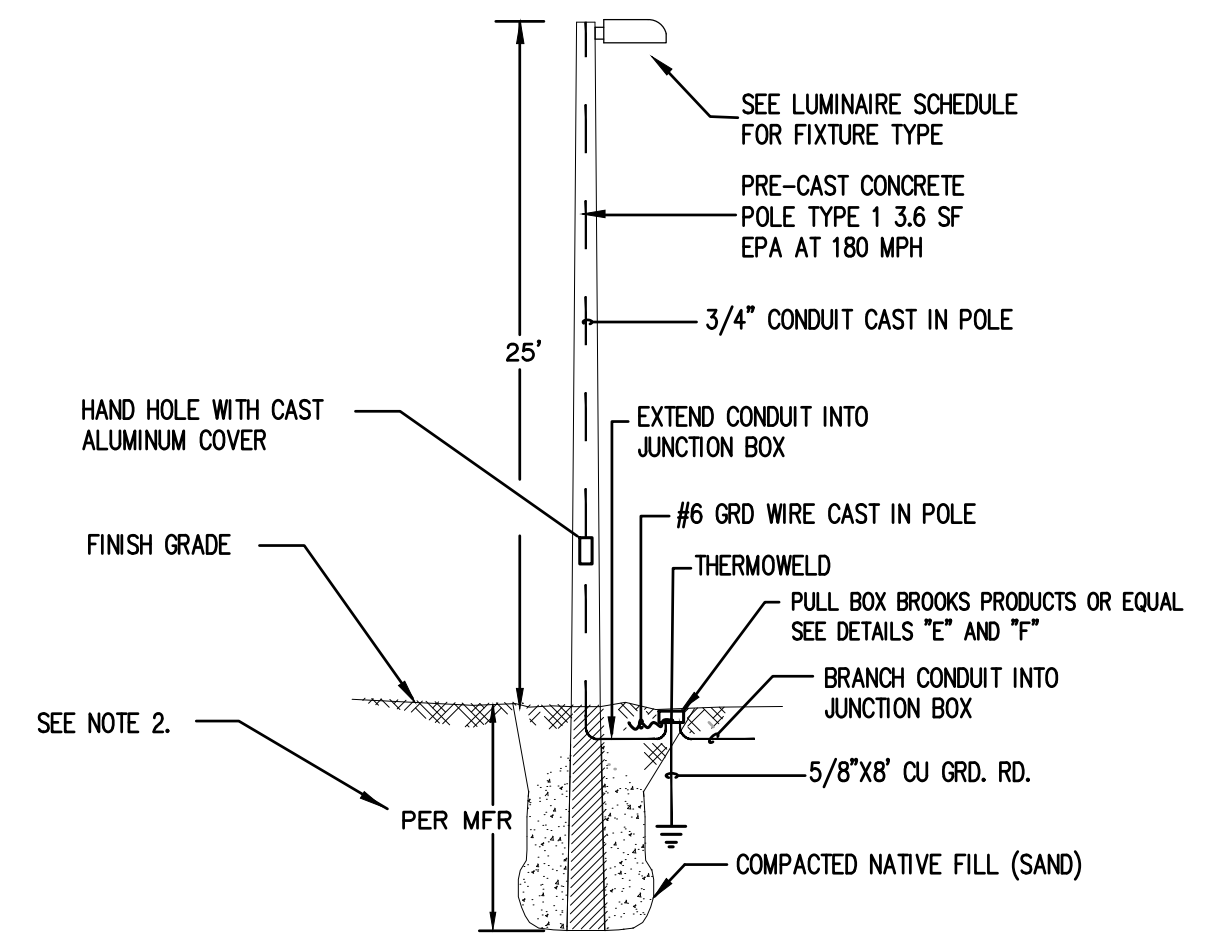 SEE LUMINAIRE SCHEDULE
FOR FIXTURE TYPE
PRE-CAST CONCRETE
POLE TYPE 1 3.6 SF
EPA AT 180 MPH
3/4" CONDUIT CAST IN POLE
25'
HAND HOLE WITH CAST
ALUMINUM COVER
EXTEND CONDUIT INTO
JUNCTION BOX
#6 GRD WIRE CAST IN POLE
FINISH GRADE
THERMOWELD
PULL BOX BROOKS PRODUCTS OR EQUAL
SEE DETAILS "E" AND "F"
BRANCH CONDUIT INTO
JUNCTION BOX
SEE NOTE 2.
5/8"X8' CU GRD. RD.
PER MFR
COMPACTED NATIVE FILL (SAND)